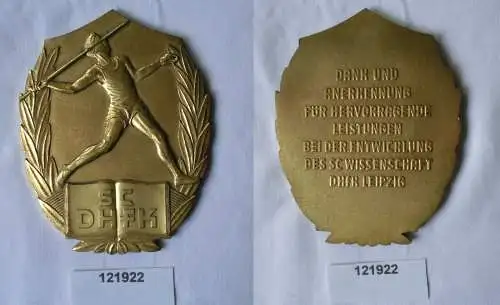 SC
DHFK
121922
DANK UND
ANERKENNUNG
FÜR HERVORRAGENDE
LEISTUNGEN
BEI DER ENTWICKLUNG
DES SC WISSENSCHAFT
DHFK LEIPZIG
121922